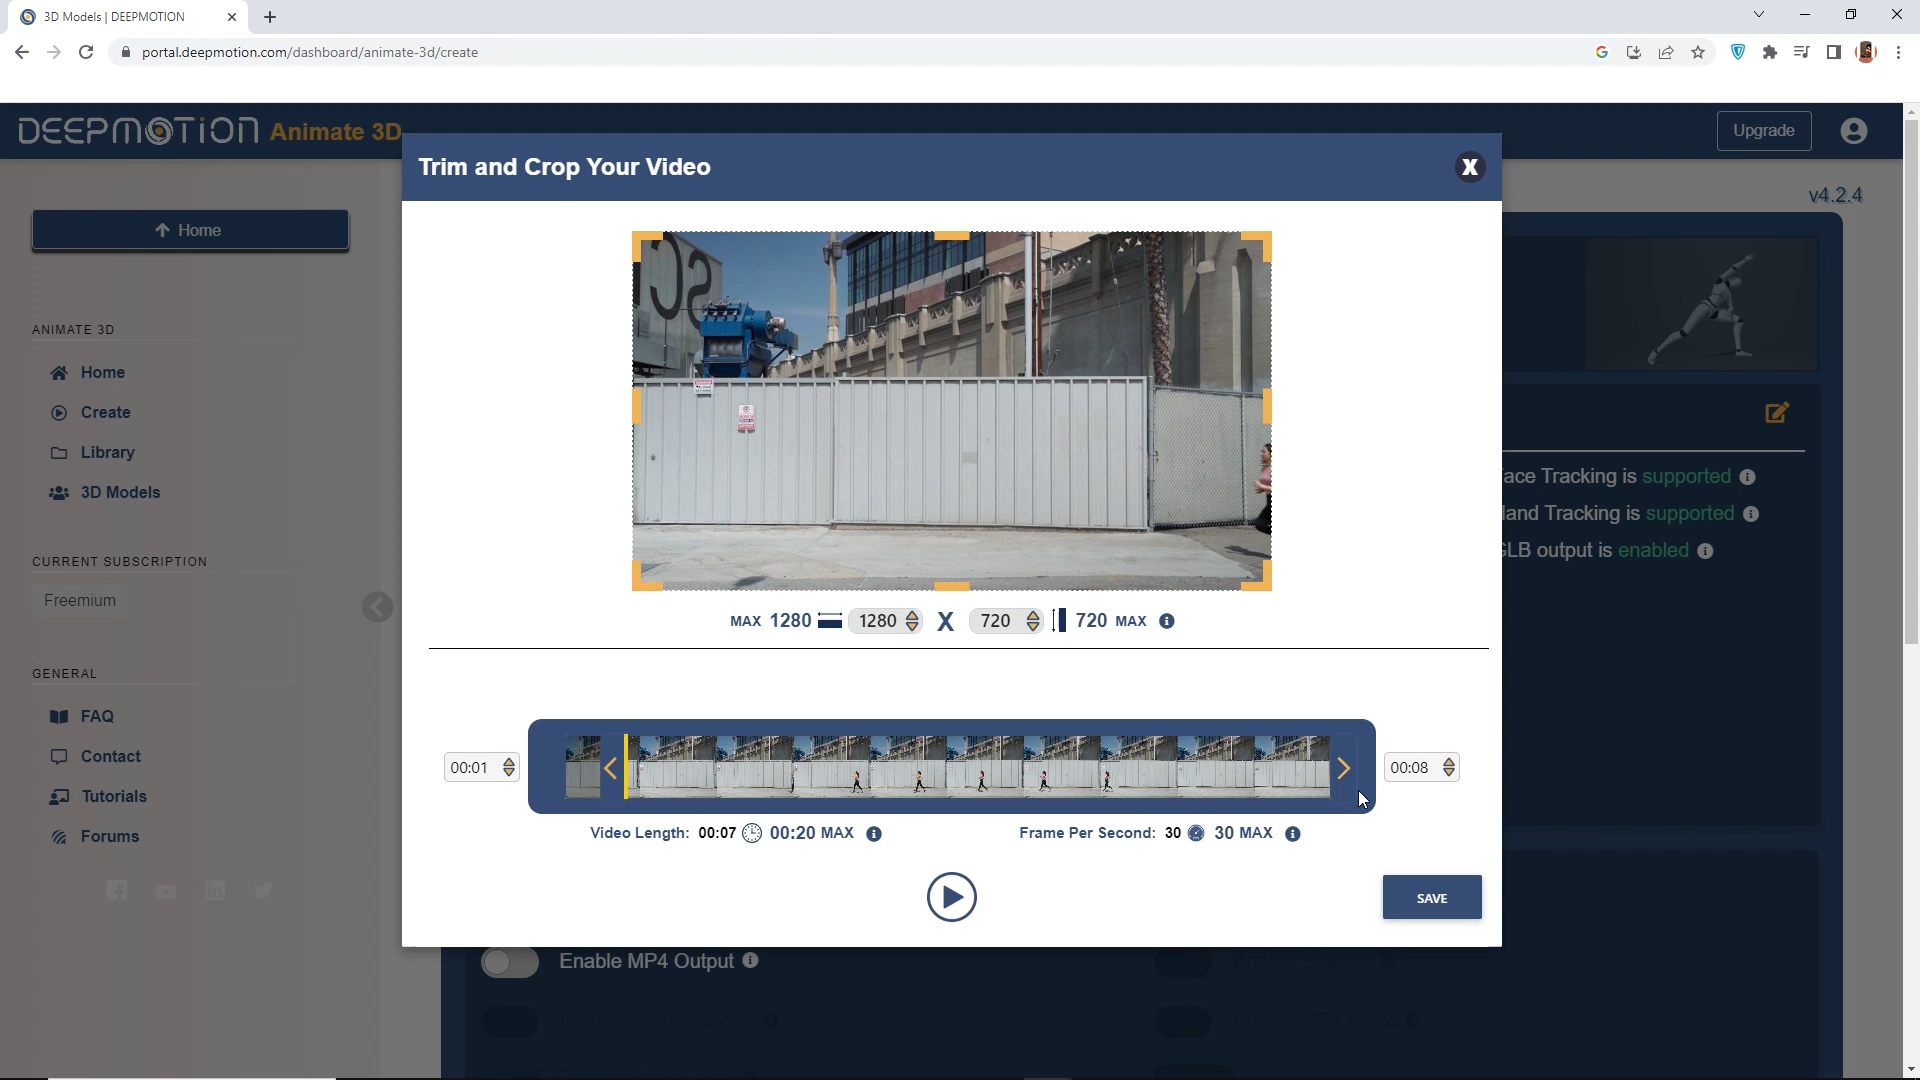 3D Models | DEEPMOTION
portal.deepmotion.com/dashboard/animate-3d/create
DEEPMOTION Animate 3D
Upgrade
Trim and Crop Your Video
X
v4.2.4
Home
SC
ANIMATE 3D
Home
Create
Library
3D Models
ace Tracking is supported
and Tracking is supported
GLB output is enabled
CURRENT SUBSCRIPTION
Freemium
MAX 1280 1280 X 720 720 MAX
GENERAL
FAQ
Contact
Tutorials
Forums
00:01
00:08
Video Length: 00:07 00:20 MAX
Frame Per Second: 30 30 MAX
SAVE
Enable MP4 Output